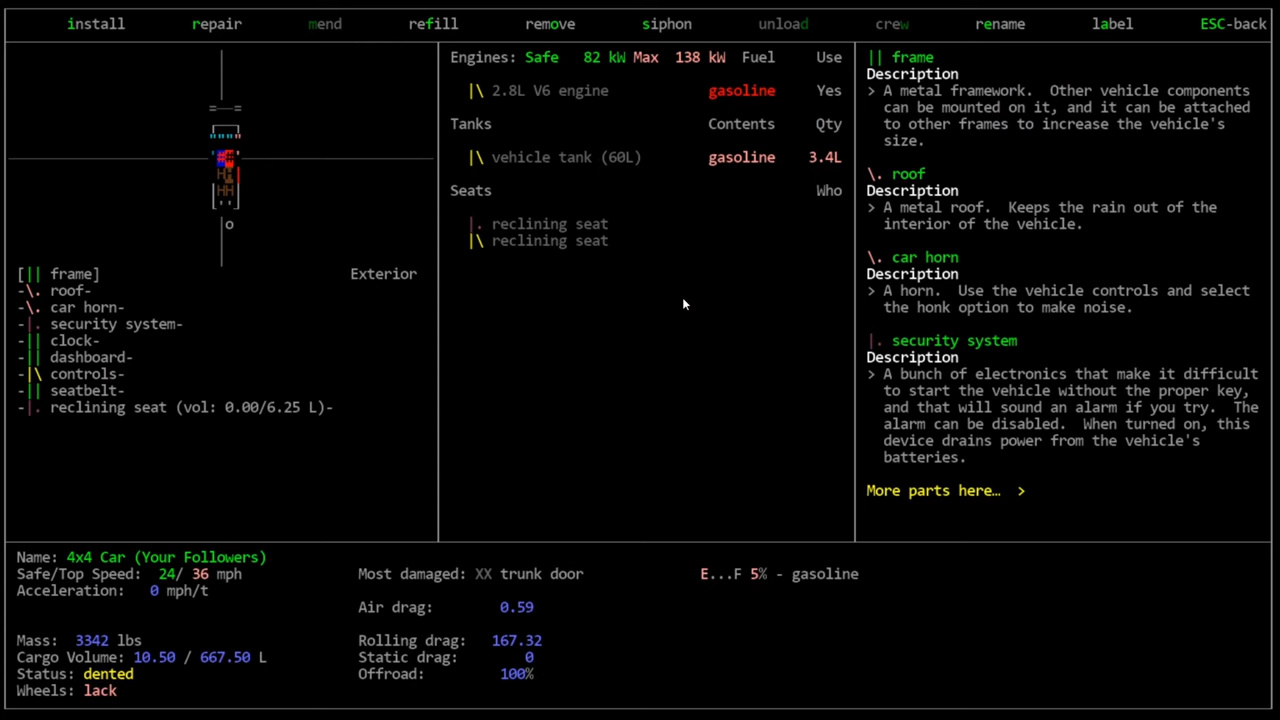 install repair mend refill remove siphon unload crew rename label ESC-back
Engines: Safe 82 kW Max 138 kW Fuel Use
|\ 2.8L V6 engine gasoline Yes
Tanks Contents Qty
|\ vehicle tank (60L) gasoline 3.4L
Seats Who
|. reclining seat
|\ reclining seat
[|| frame] Exterior
-\. roof-
-\. car horn-
-|. security system-
-|| clock-
-|| dashboard-
-|\ controls-
-|| seatbelt-
-|. reclining seat (vol: 0.00/6.25 L)-
|| frame
Description
> A metal framework. Other vehicle components
can be mounted on it, and it can be attached
to other frames to increase the vehicle's
size.
\. roof
Description
> A metal roof. Keeps the rain out of the
interior of the vehicle.
\. car horn
Description
> A horn. Use the vehicle controls and select
the honk option to make noise.
|. security system
Description
> A bunch of electronics that make it difficult
to start the vehicle without the proper key,
and that will sound an alarm if you try. The
alarm can be disabled. When turned on, this
device drains power from the vehicle's
batteries.
More parts here… >
Name: 4x4 Car (Your Followers)
Safe/Top Speed: 24/ 36 mph Most damaged: XX trunk door E...F 5% - gasoline
Acceleration: 0 mph/t
Air drag: 0.59
Mass: 3342 lbs Rolling drag: 167.32
Cargo Volume: 10.50 / 667.50 L Static drag: 0
Status: dented Offroad: 100%
Wheels: lack